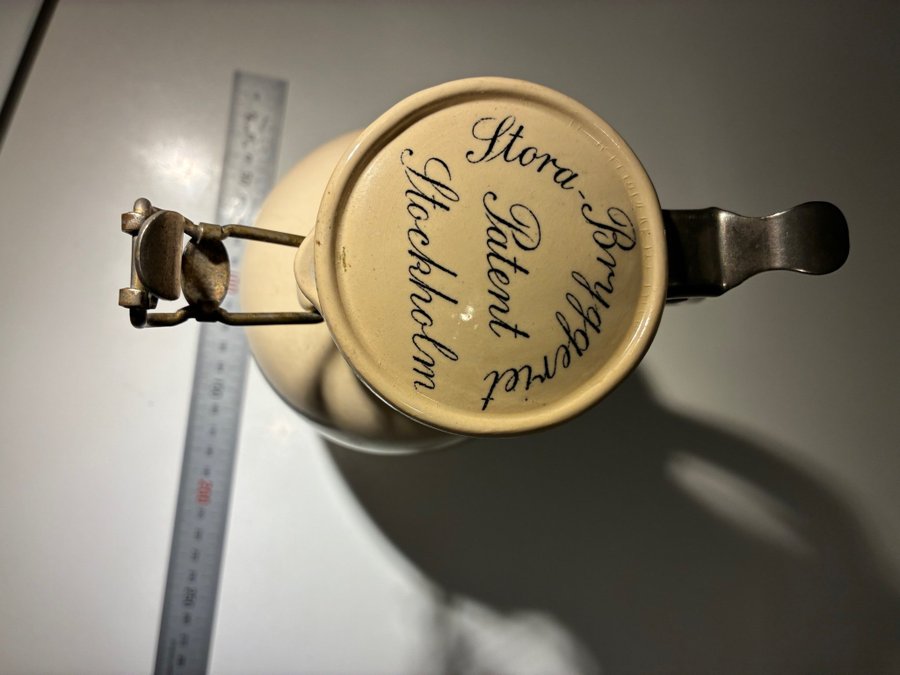 Stora-Bryggeriet
Patent
Stockholm